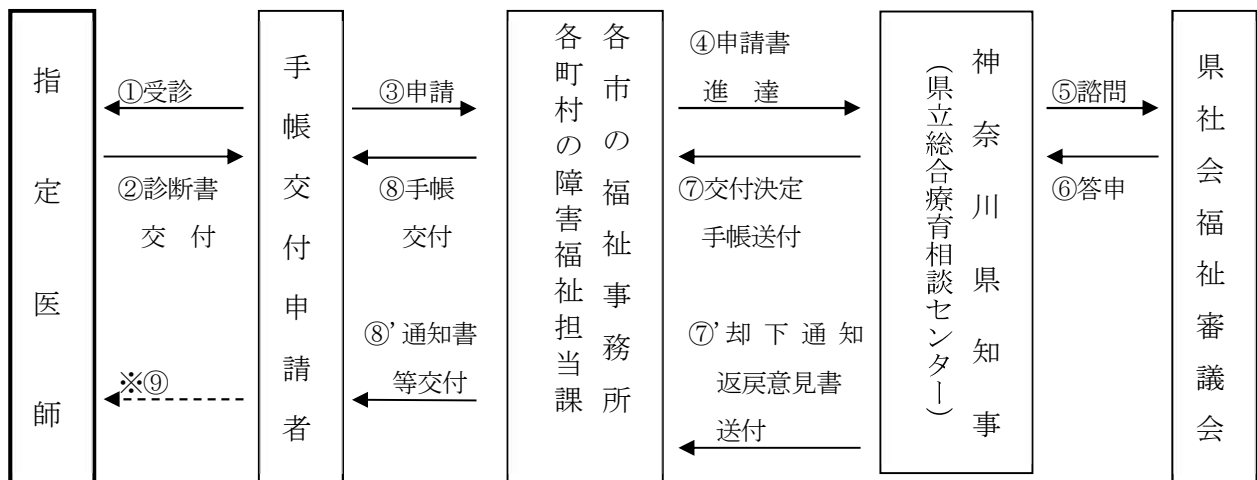 指定医師
①受診
②診断書
交　付
※⑨
手帳交付申請者
③申請
⑧手帳
交付
⑧’通知書
等交付
各市の福祉事務所
各町村の障害福祉担当課
④申請書
進　達
⑦交付決定
手帳送付
⑦’却 下 通 知
返戻意見書
送付
神奈川県知事
（県立総合療育相談センター）
⑤諮問
⑥答申
県社会福祉審議会